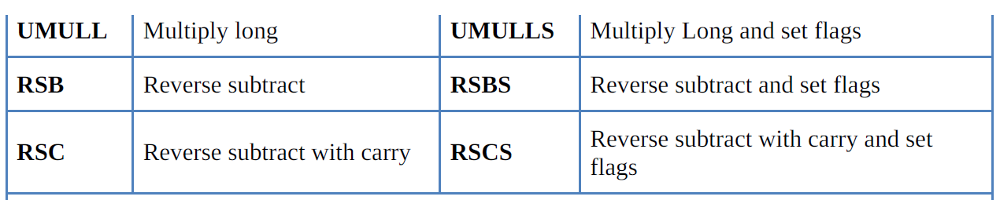 UMULL Multiply long UMULLS Multiply Long and set flags
RSB Reverse subtract RSBS Reverse subtract and set flags
RSC Reverse subtract with carry RSCS Reverse subtract with carry and set
flags